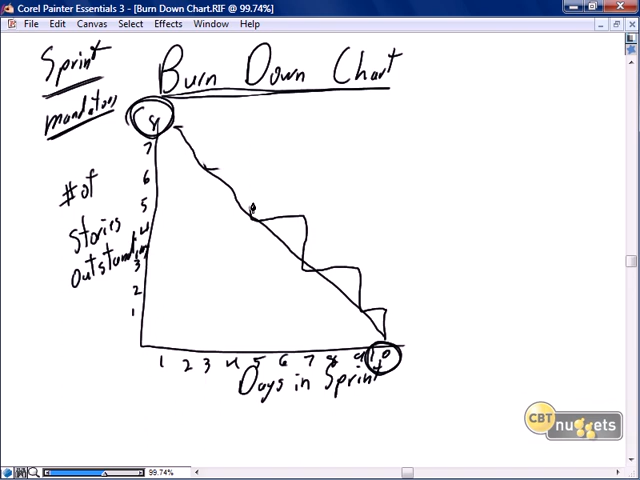 Corel Painter Essentials 3 - [Burn Down Chart.RIF @ 99.74%]
File Edit Canvas Select Effects Window Help
Sprint
Burn Down Chart
mandatory
8
7
6
# of
5
Stories
4
Outstanding
3
2
1
1 2 3 4 5 6 7 8 9 10
Days in Sprint
CBT
nuggets
99.74%